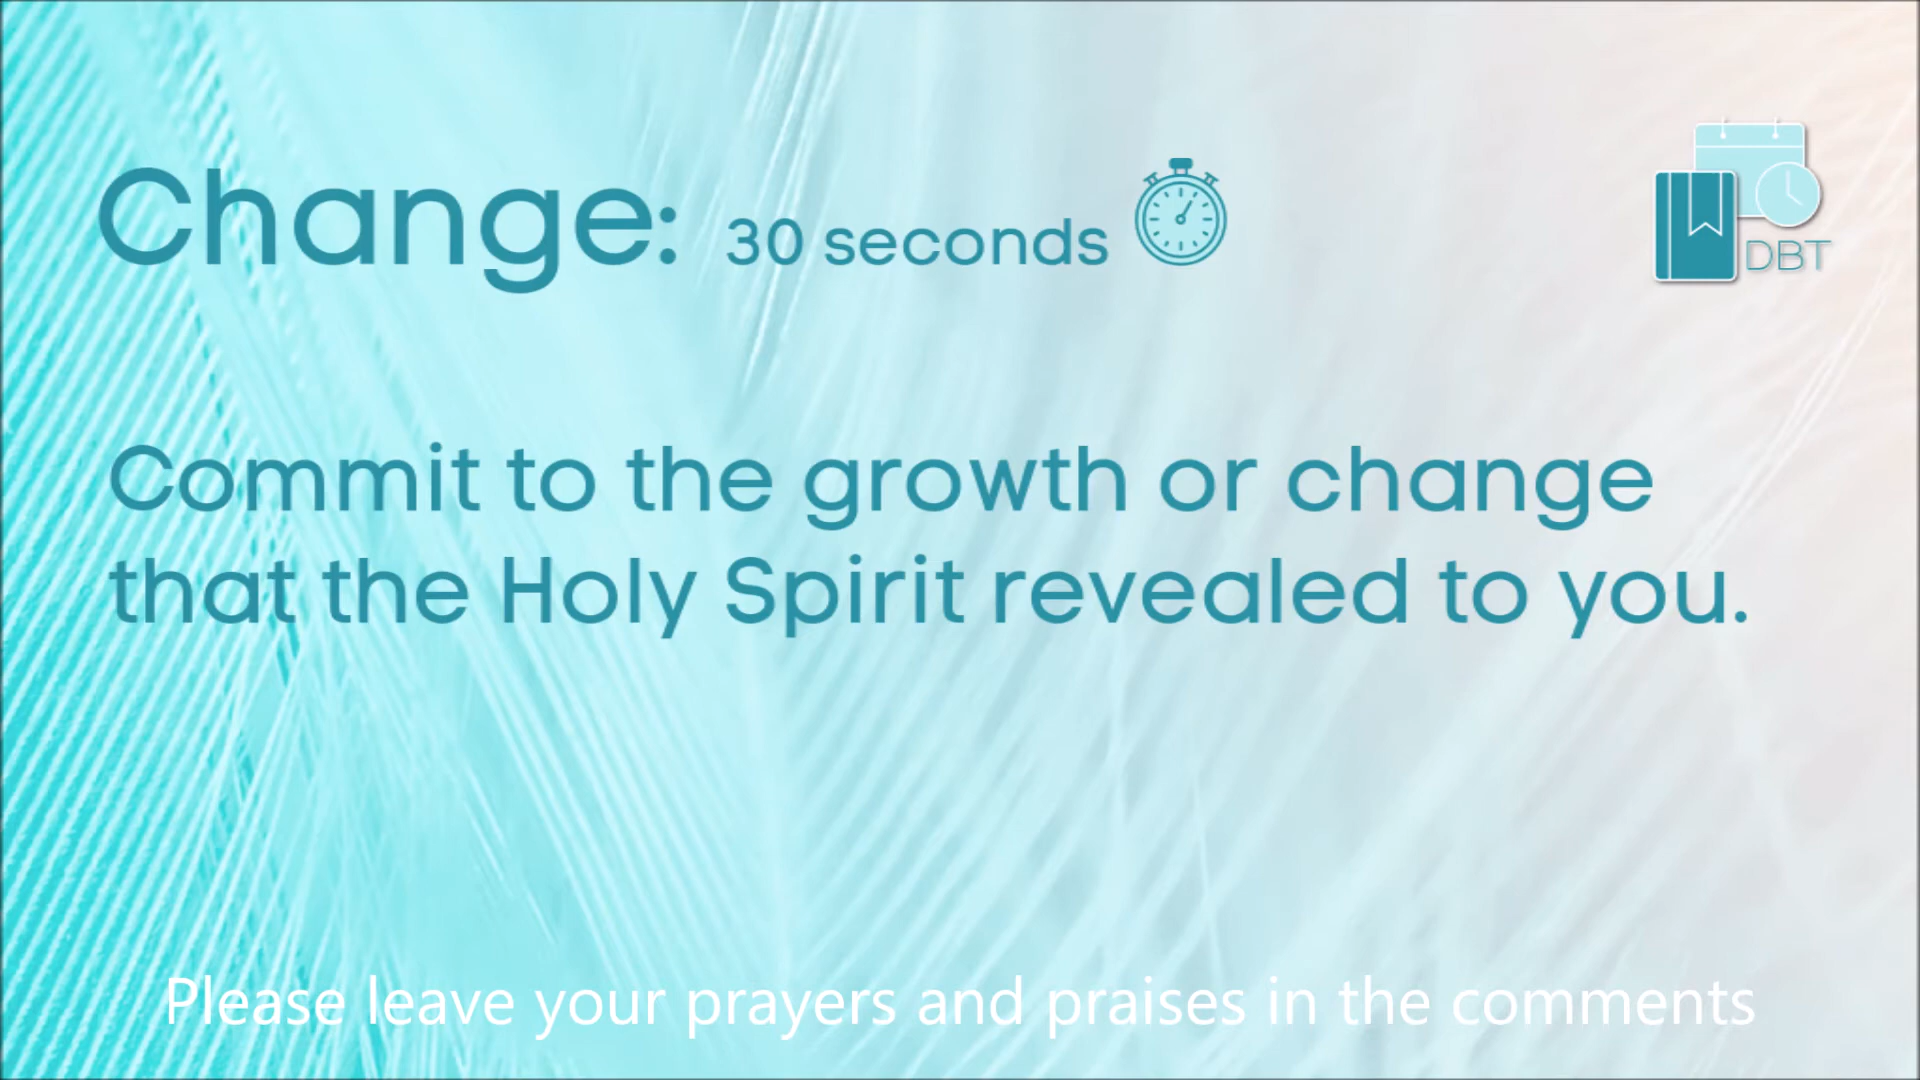 Change: 30 seconds
DBT
Commit to the growth or change
that the Holy Spirit revealed to you.
Please leave your prayers and praises in the comments